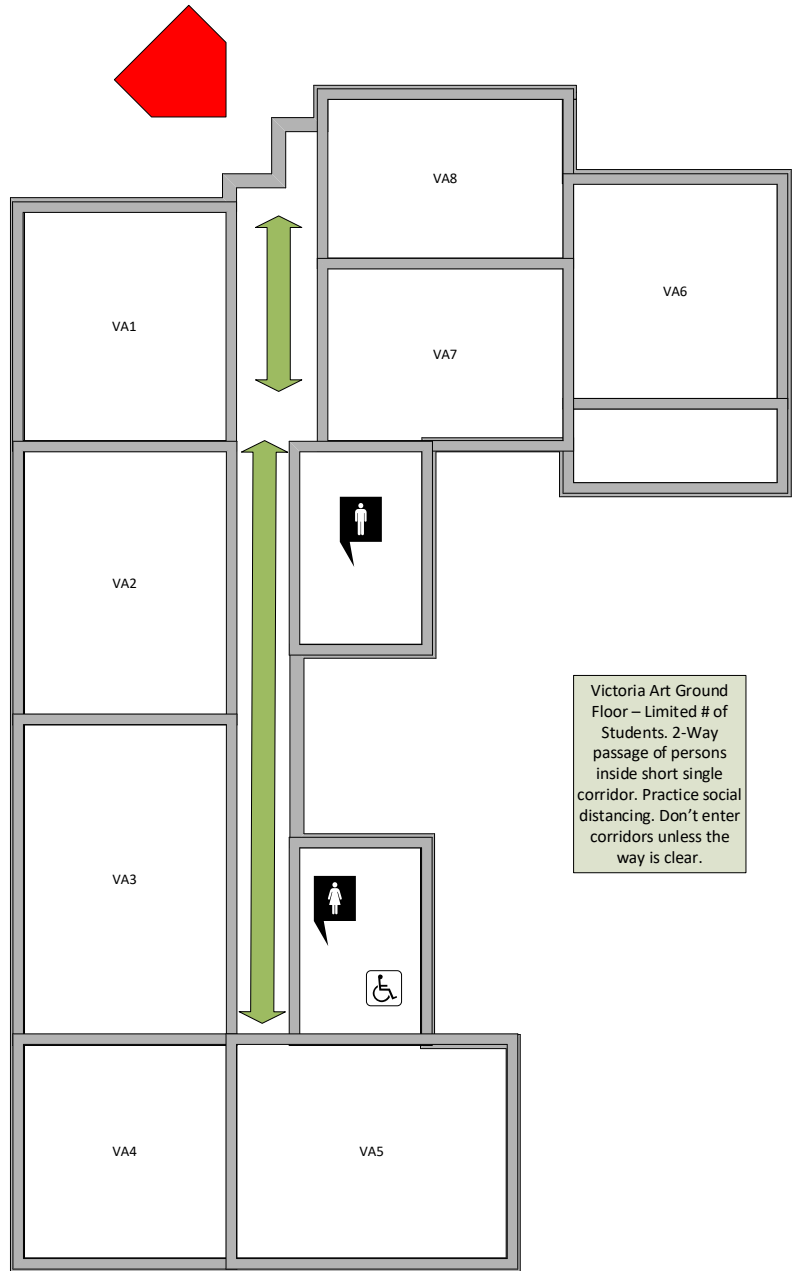 VA8
VA6
VA1
VA7
VA2
Victoria Art Ground
Floor – Limited # of
Students. 2-Way
passage of persons
inside short single
corridor. Practice social
distancing. Don’t enter
corridors unless the
way is clear.
VA3
VA4
VA5